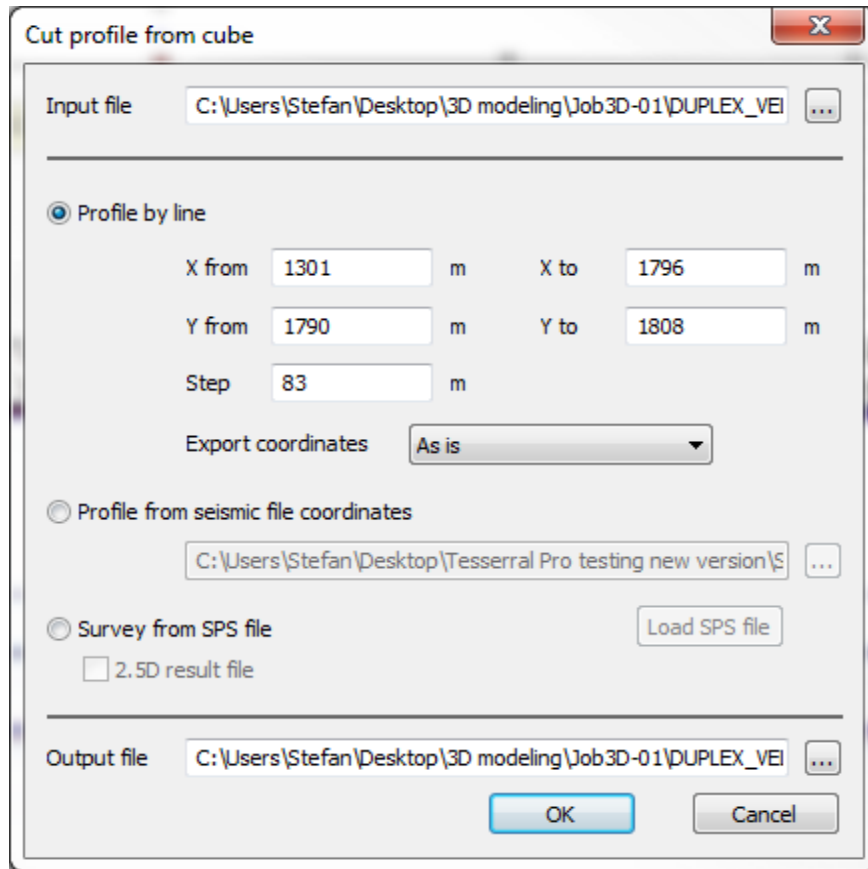 Cut profile from cube
Input file C:\Users\Stefan\Desktop\3D modeling\Job3D-01\DUPLEX_VEI ...
Profile by line
X from 1301 m X to 1796 m
Y from 1790 m Y to 1808 m
Step 83 m
Export coordinates As is
Profile from seismic file coordinates
C:\Users\Stefan\Desktop\Tesserral Pro testing new version\S ...
Survey from SPS file Load SPS file
2.5D result file
Output file C:\Users\Stefan\Desktop\3D modeling\Job3D-01\DUPLEX_VEI ...
OK Cancel